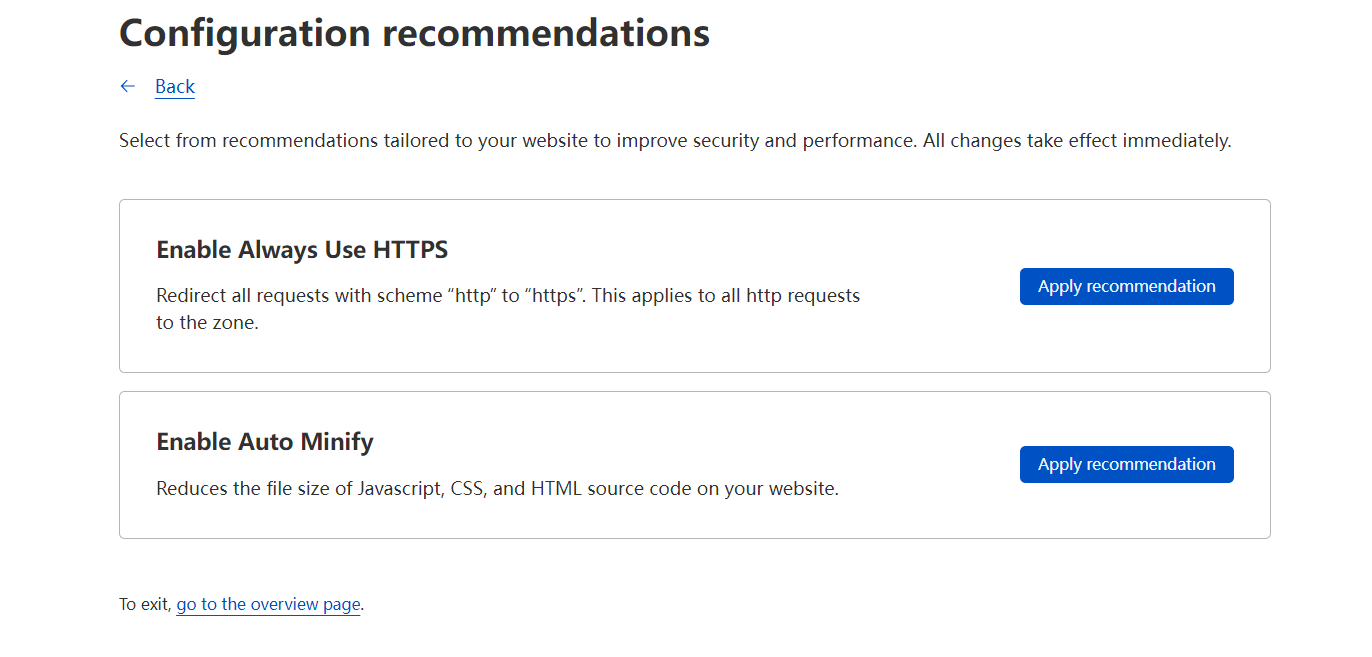 Configuration recommendations
← Back
Select from recommendations tailored to your website to improve security and performance. All changes take effect immediately.
Enable Always Use HTTPS
Redirect all requests with scheme “http” to “https”. This applies to all http requests
to the zone.
Apply recommendation
Enable Auto Minify
Reduces the file size of Javascript, CSS, and HTML source code on your website.
Apply recommendation
To exit, go to the overview page.